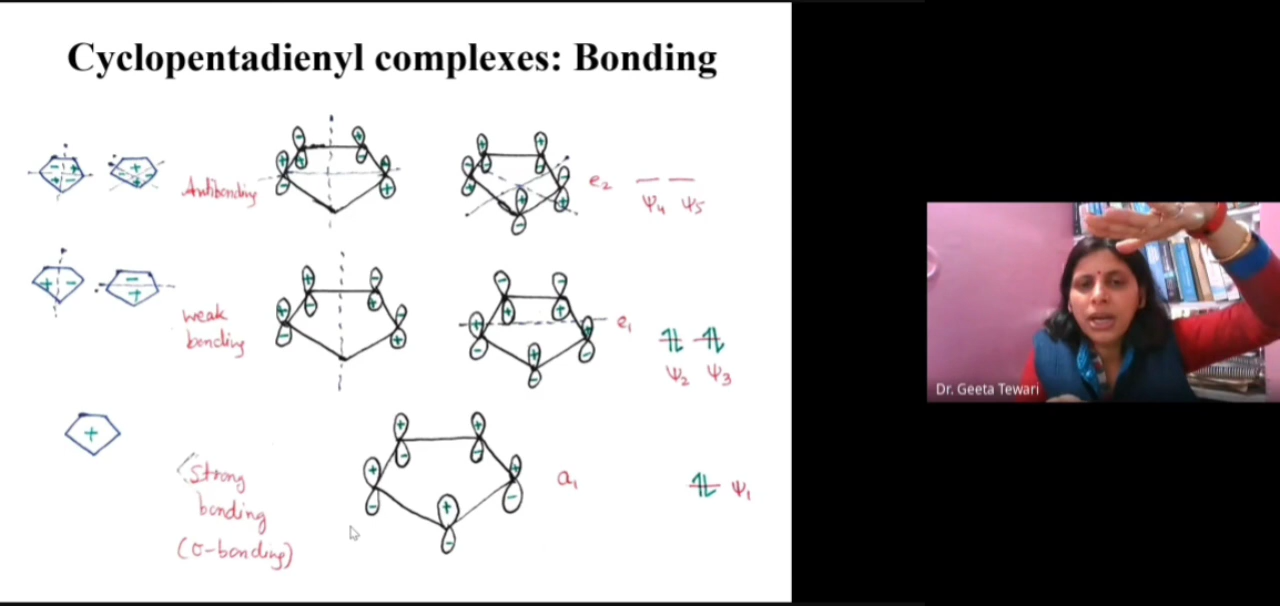 Cyclopentadienyl complexes: Bonding
Antibonding
e₂
Ψ₄ Ψ₅
weak
bonding
e₁
Ψ₂ Ψ₃
Strong
bonding
(σ-bonding)
a₁
Ψ₁
Dr. Geeta Tewari